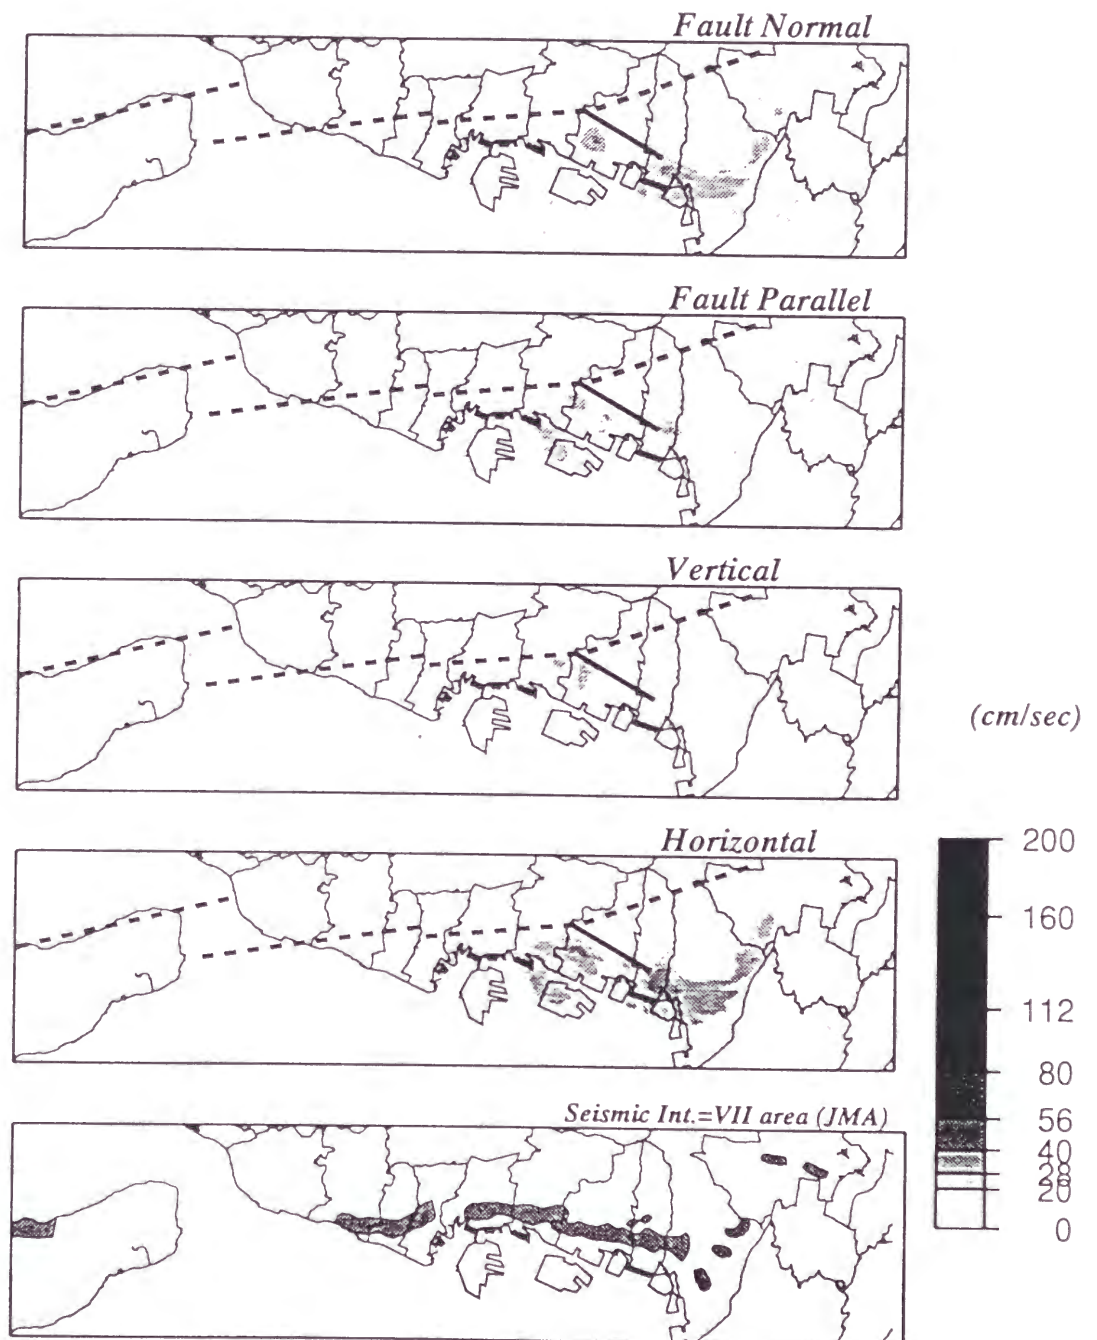 Fault Normal
Fault Parallel
Vertical
(cm/sec)
Horizontal
200
160
112
80
56
40
28
20
0
Seismic Int.=VII area (JMA)